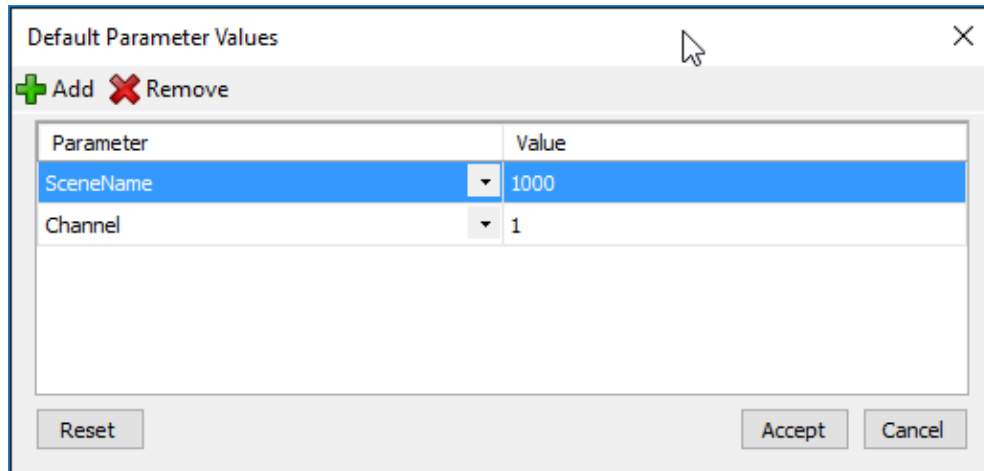 Default Parameter Values
Add Remove
Parameter Value
SceneName 1000
Channel 1
Reset Accept Cancel